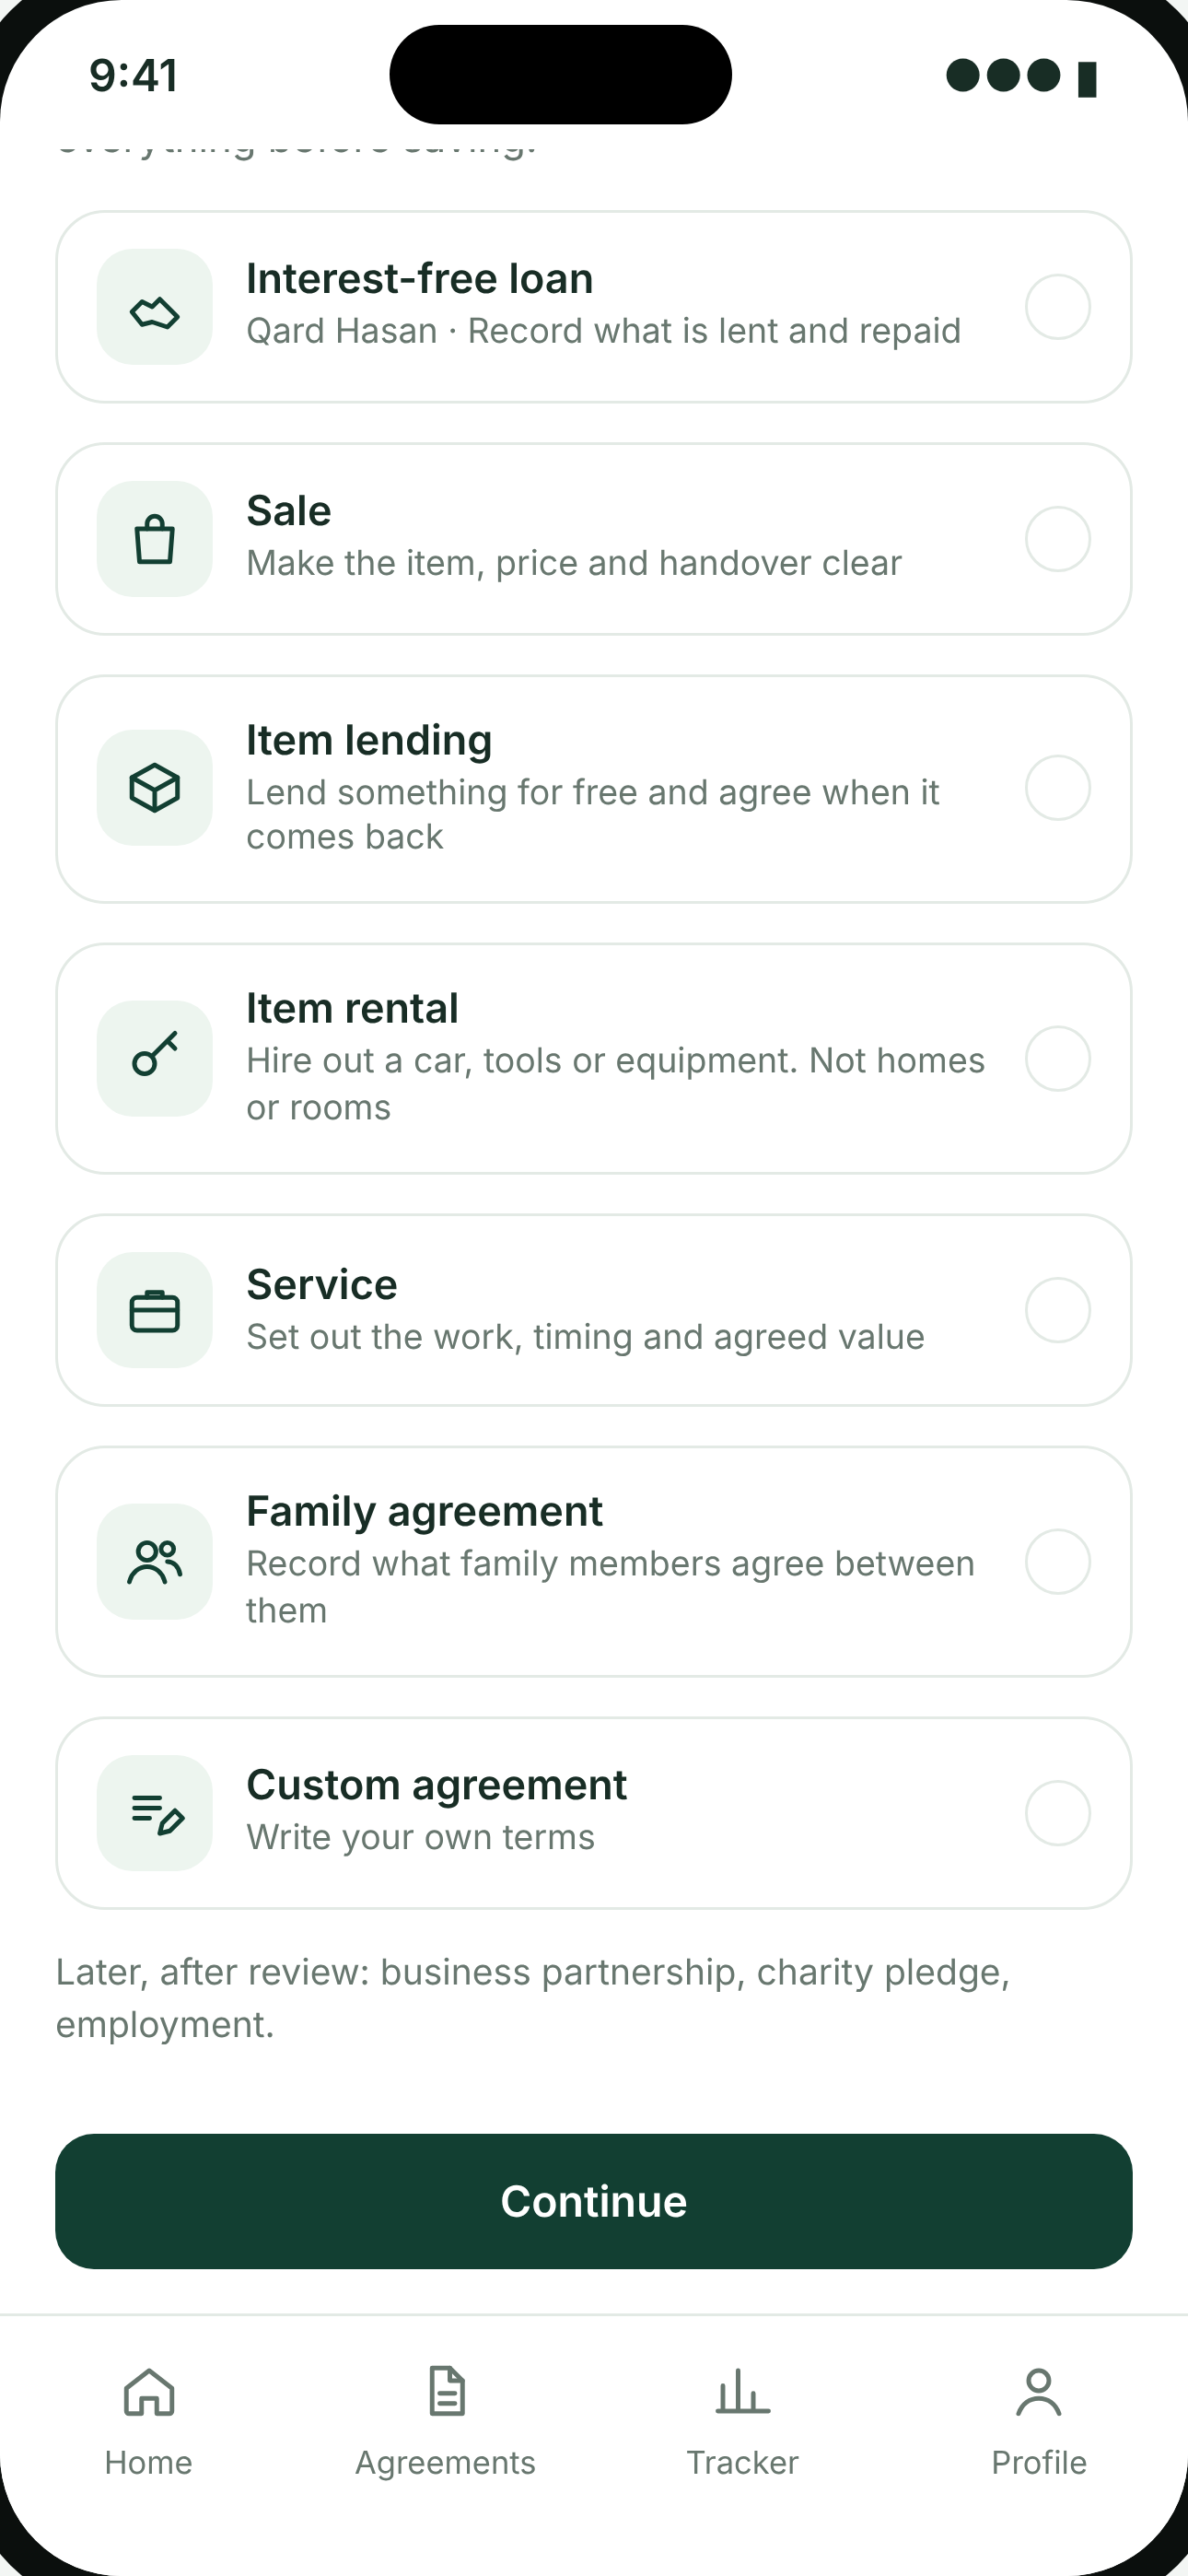 9:41
everything before saving.
Interest-free loan
Qard Hasan · Record what is lent and repaid
Sale
Make the item, price and handover clear
Item lending
Lend something for free and agree when it
comes back
Item rental
Hire out a car, tools or equipment. Not homes
or rooms
Service
Set out the work, timing and agreed value
Family agreement
Record what family members agree between
them
Custom agreement
Write your own terms
Later, after review: business partnership, charity pledge,
employment.
Continue
Home
Agreements
Tracker
Profile